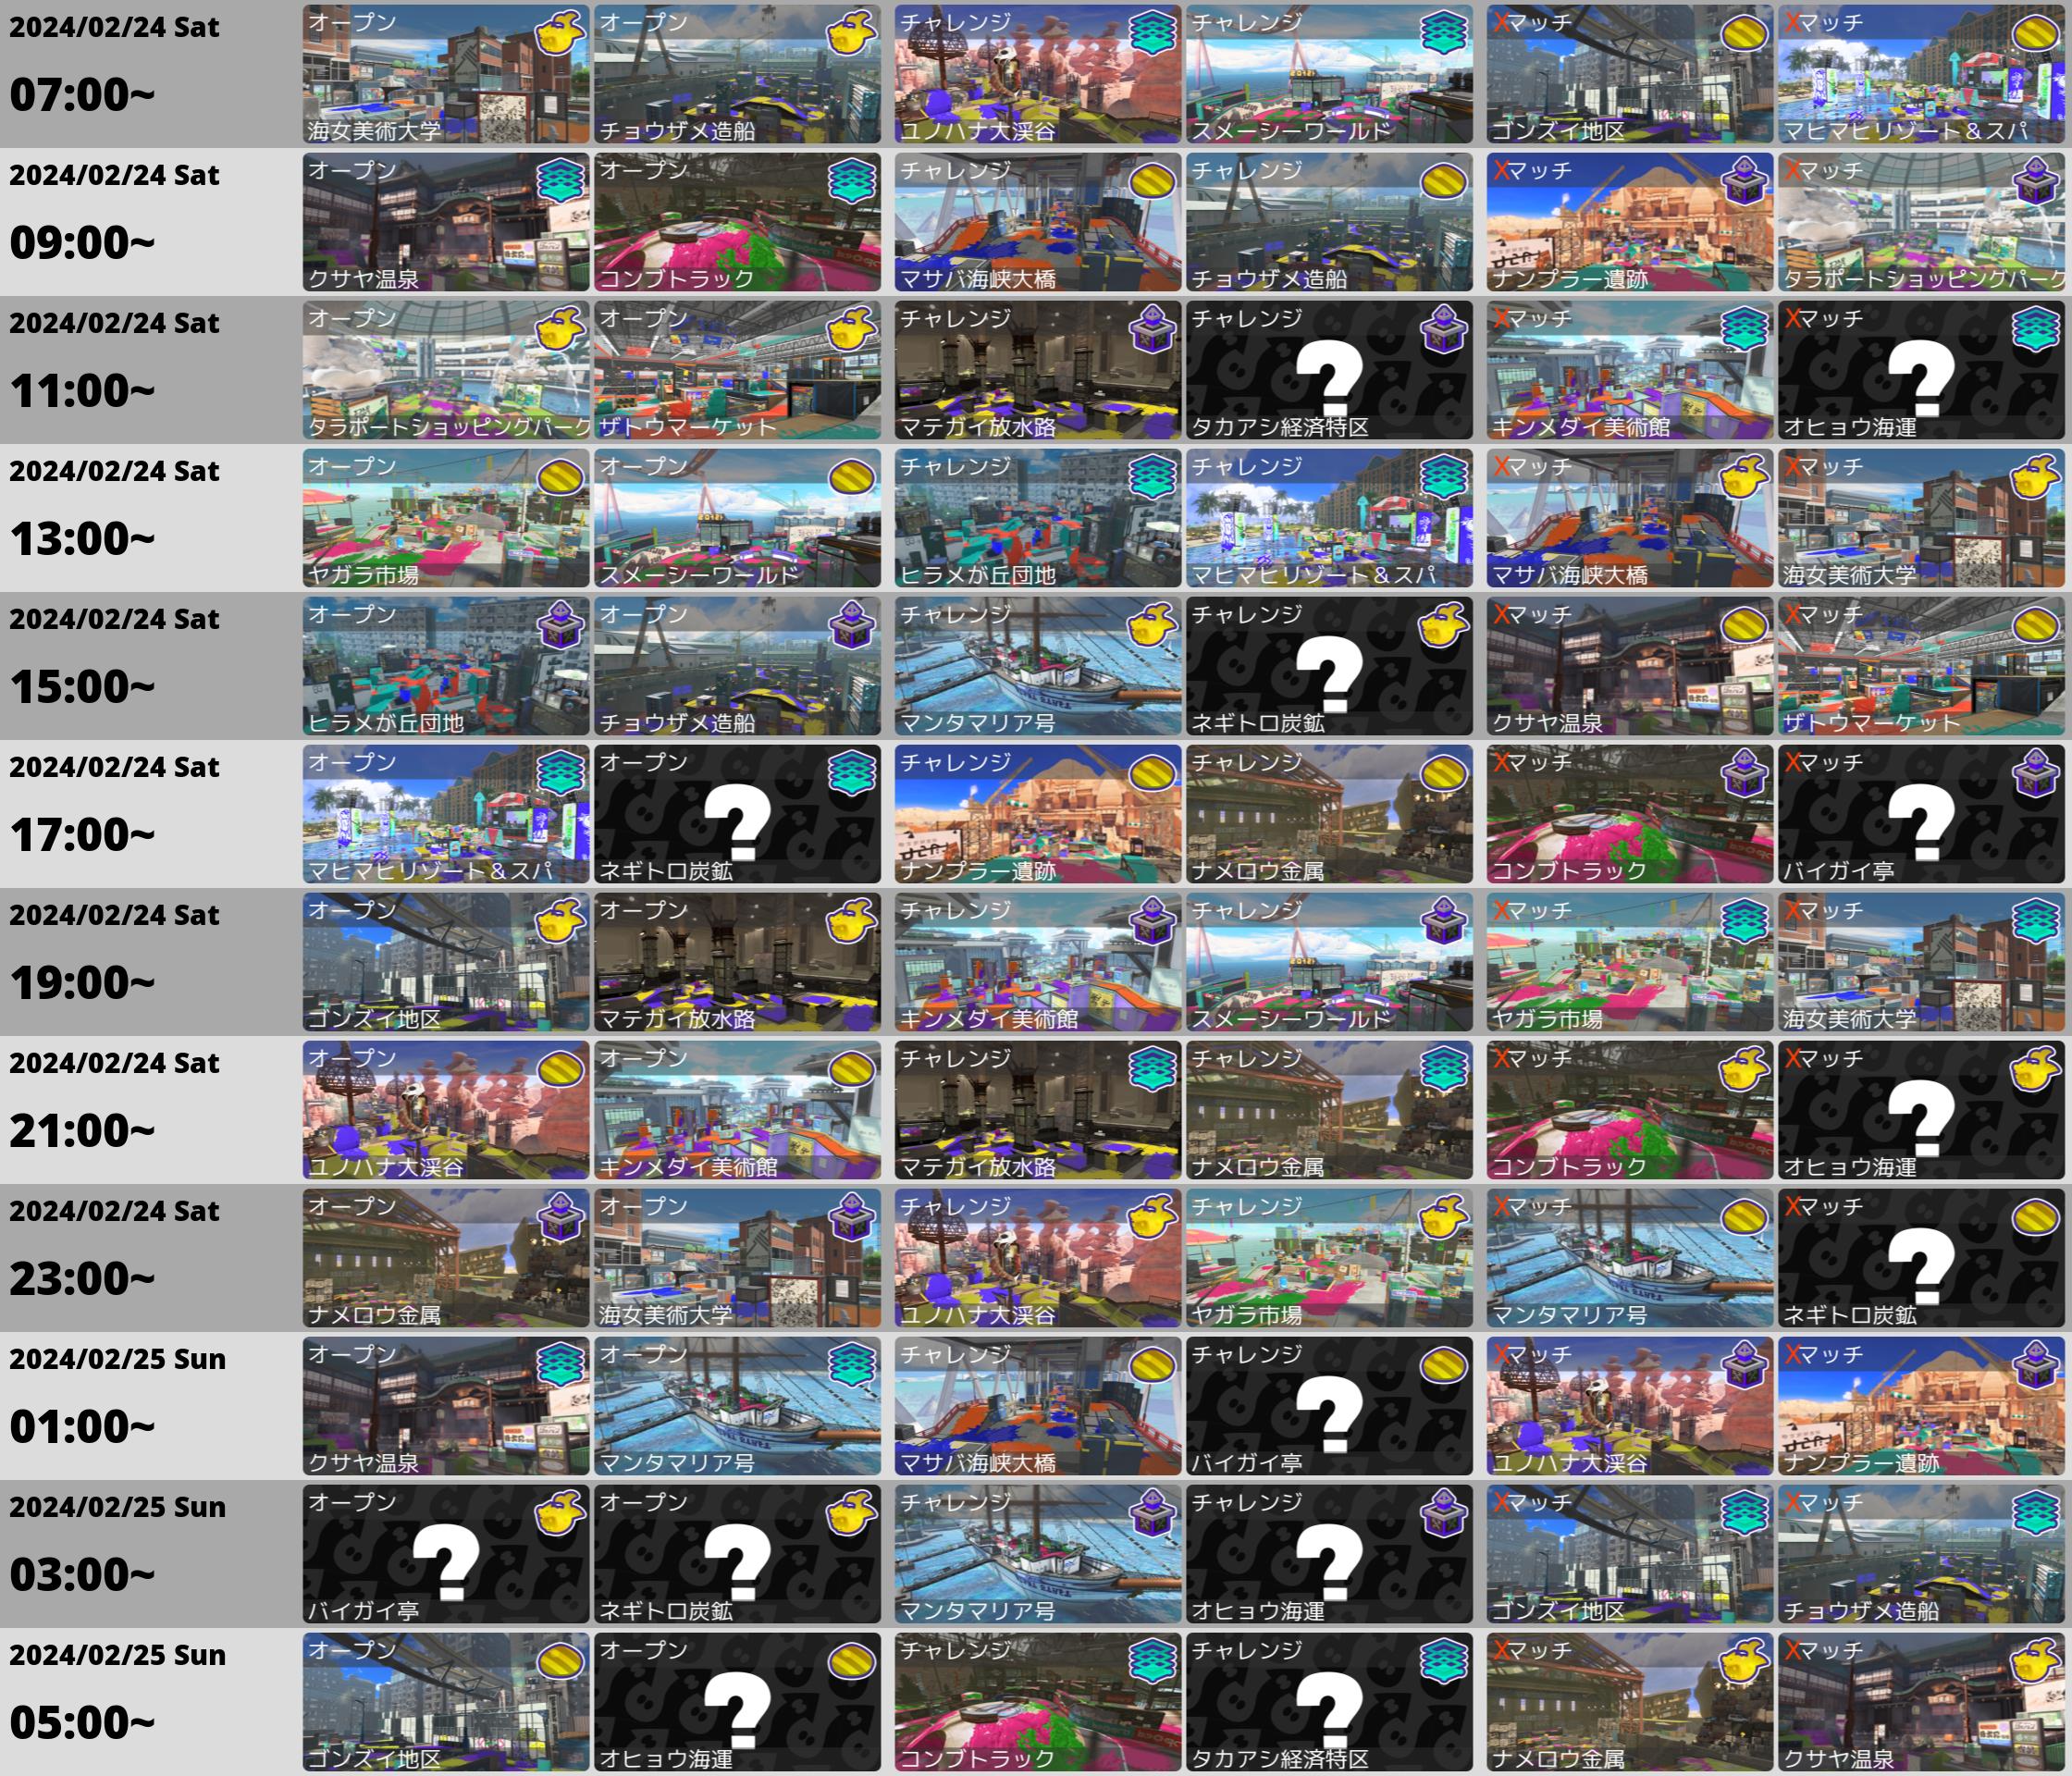 2024/02/24 Sat
07:00~
オープン オープン チャレンジ チャレンジ Xマッチ Xマッチ
海女美術大学 チョウザメ造船 ユノハナ大渓谷 スメーシーワールド ゴンズイ地区 マヒマヒリゾート&スパ
2024/02/24 Sat
09:00~
オープン オープン チャレンジ チャレンジ Xマッチ Xマッチ
クサヤ温泉 コンブトラック マサバ海峡大橋 チョウザメ造船 ナンプラー遺跡 タラポートショッピングパーク
2024/02/24 Sat
11:00~
オープン オープン チャレンジ チャレンジ Xマッチ Xマッチ
タラポートショッピングパーク ザトウマーケット マテガイ放水路 タカアシ経済特区 キンメダイ美術館 オヒョウ海運
2024/02/24 Sat
13:00~
オープン オープン チャレンジ チャレンジ Xマッチ Xマッチ
ヤガラ市場 スメーシーワールド ヒラメが丘団地 マヒマヒリゾート&スパ マサバ海峡大橋 海女美術大学
2024/02/24 Sat
15:00~
オープン オープン チャレンジ チャレンジ Xマッチ Xマッチ
ヒラメが丘団地 チョウザメ造船 マンタマリア号 ネギトロ炭鉱 クサヤ温泉 ザトウマーケット
2024/02/24 Sat
17:00~
オープン オープン チャレンジ チャレンジ Xマッチ Xマッチ
マヒマヒリゾート&スパ ネギトロ炭鉱 ナンプラー遺跡 ナメロウ金属 コンブトラック バイガイ亭
2024/02/24 Sat
19:00~
オープン オープン チャレンジ チャレンジ Xマッチ Xマッチ
ゴンズイ地区 マテガイ放水路 キンメダイ美術館 スメーシーワールド ヤガラ市場 海女美術大学
2024/02/24 Sat
21:00~
オープン オープン チャレンジ チャレンジ Xマッチ Xマッチ
ユノハナ大渓谷 キンメダイ美術館 マテガイ放水路 ナメロウ金属 コンブトラック オヒョウ海運
2024/02/24 Sat
23:00~
オープン オープン チャレンジ チャレンジ Xマッチ Xマッチ
ナメロウ金属 海女美術大学 ユノハナ大渓谷 ヤガラ市場 マンタマリア号 ネギトロ炭鉱
2024/02/25 Sun
01:00~
オープン オープン チャレンジ チャレンジ Xマッチ Xマッチ
クサヤ温泉 マンタマリア号 マサバ海峡大橋 バイガイ亭 ユノハナ大渓谷 ナンプラー遺跡
2024/02/25 Sun
03:00~
オープン オープン チャレンジ チャレンジ Xマッチ Xマッチ
バイガイ亭 ネギトロ炭鉱 マンタマリア号 オヒョウ海運 ゴンズイ地区 チョウザメ造船
2024/02/25 Sun
05:00~
オープン オープン チャレンジ チャレンジ Xマッチ Xマッチ
ゴンズイ地区 オヒョウ海運 コンブトラック タカアシ経済特区 ナメロウ金属 クサヤ温泉